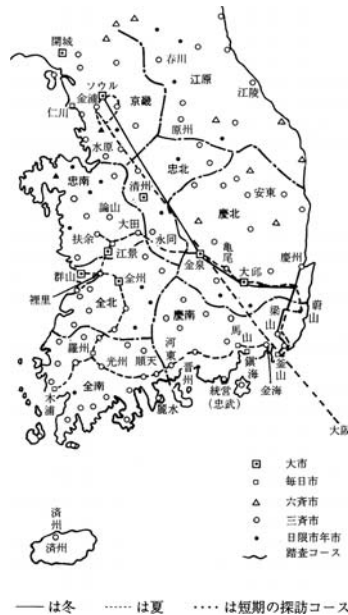 開城
春川
江原
江陵
ソウル
金浦
京畿
仁川
原州
水原
忠北
忠南
清州
安東
論山
慶北
大田
扶余
永同
亀尾
慶州
江景
金泉
大邱
群山
金州
蔚山
裡里
全北
慶南
梁山
馬山
河東
羅州
光州
順天
晋州
鎮海
釜山
全南
統営
(忠武)
金海
木浦
麗水
大阪
大市
毎日市
六斉市
三斉市
日限市年市
踏査コース
済州
済州
——は冬 -----は夏 ・・・・は短期の探訪コース